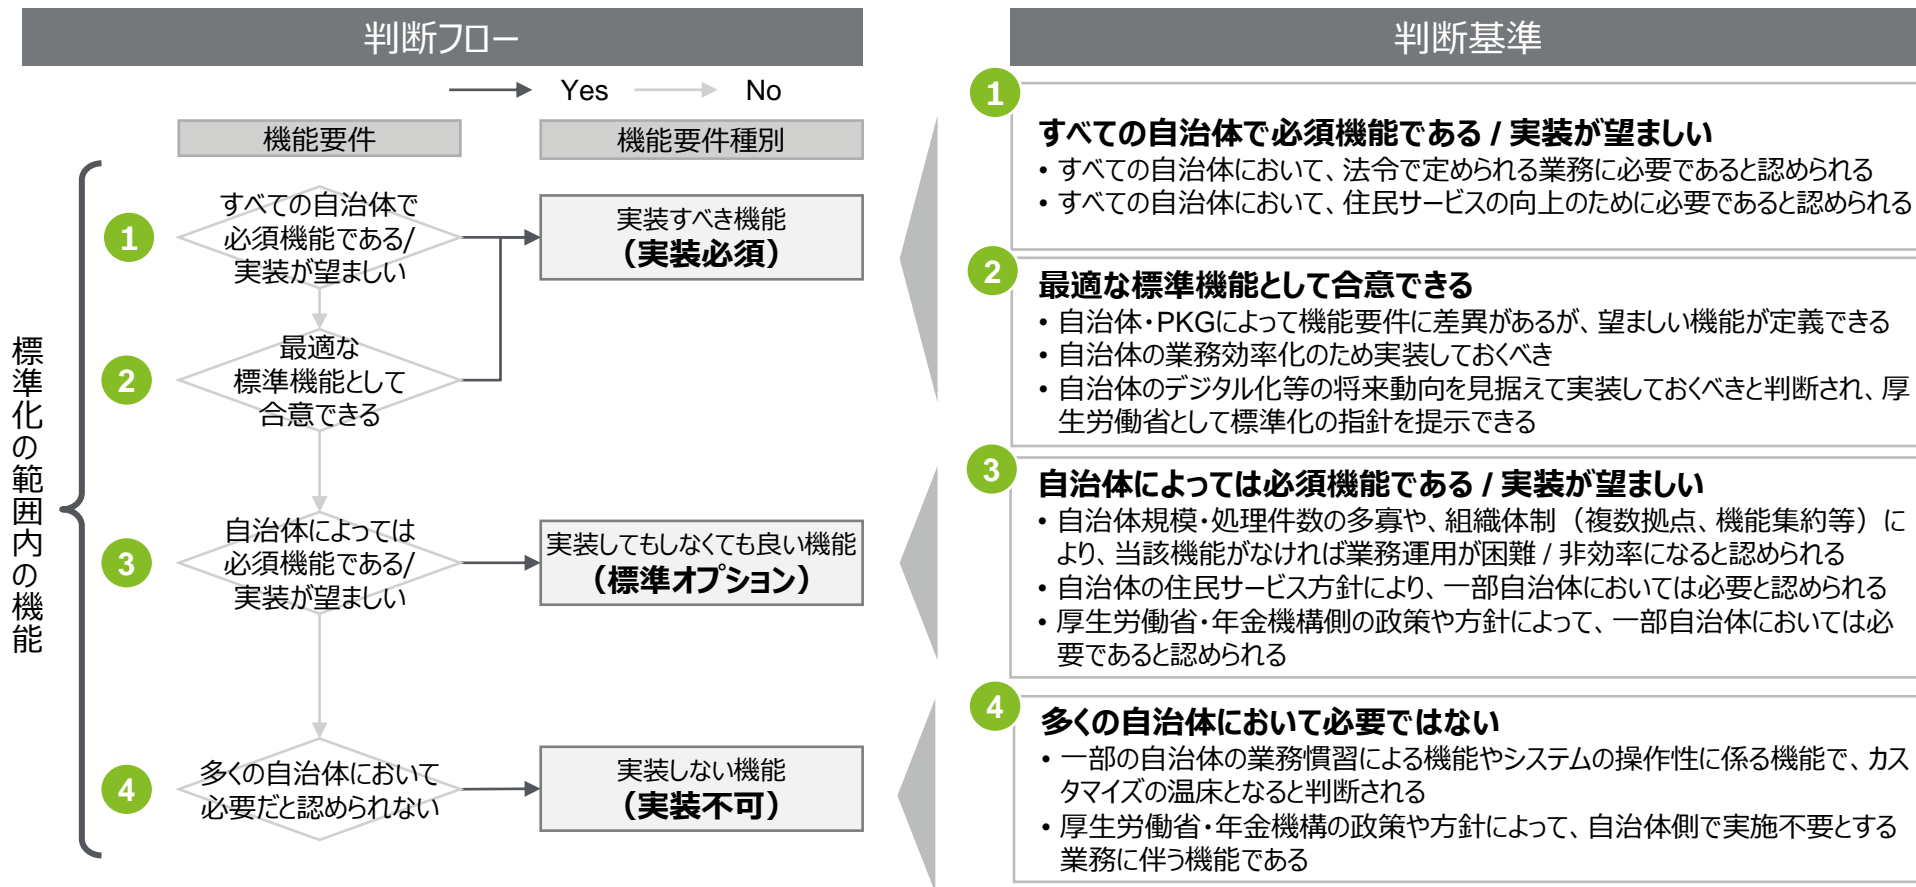 判断フロー
Yes
No
機能要件
機能要件種別
標準化の範囲内の機能
1
すべての自治体で
必須機能である/
実装が望ましい
実装すべき機能
（実装必須）
2
最適な
標準機能として
合意できる
3
自治体によっては
必須機能である/
実装が望ましい
実装してもしなくても良い機能
（標準オプション）
4
多くの自治体において
必要だと認められない
実装しない機能
（実装不可）
判断基準
1
すべての自治体で必須機能である / 実装が望ましい
• すべての自治体において、法令で定められる業務に必要であると認められる
• すべての自治体において、住民サービスの向上のために必要であると認められる
2
最適な標準機能として合意できる
• 自治体・PKGによって機能要件に差異があるが、望ましい機能が定義できる
• 自治体の業務効率化のため実装しておくべき
• 自治体のデジタル化等の将来動向を見据えて実装しておくべきと判断され、厚
生労働省として標準化の指針を提示できる
3
自治体によっては必須機能である / 実装が望ましい
• 自治体規模・処理件数の多寡や、組織体制（複数拠点、機能集約等）に
より、当該機能がなければ業務運用が困難 / 非効率になると認められる
• 自治体の住民サービス方針により、一部自治体においては必要と認められる
• 厚生労働省・年金機構側の政策や方針によって、一部自治体においては必
要であると認められる
4
多くの自治体において必要ではない
• 一部の自治体の業務慣習による機能やシステムの操作性に係る機能で、カス
タマイズの温床となると判断される
• 厚生労働省・年金機構の政策や方針によって、自治体側で実施不要とする
業務に伴う機能である